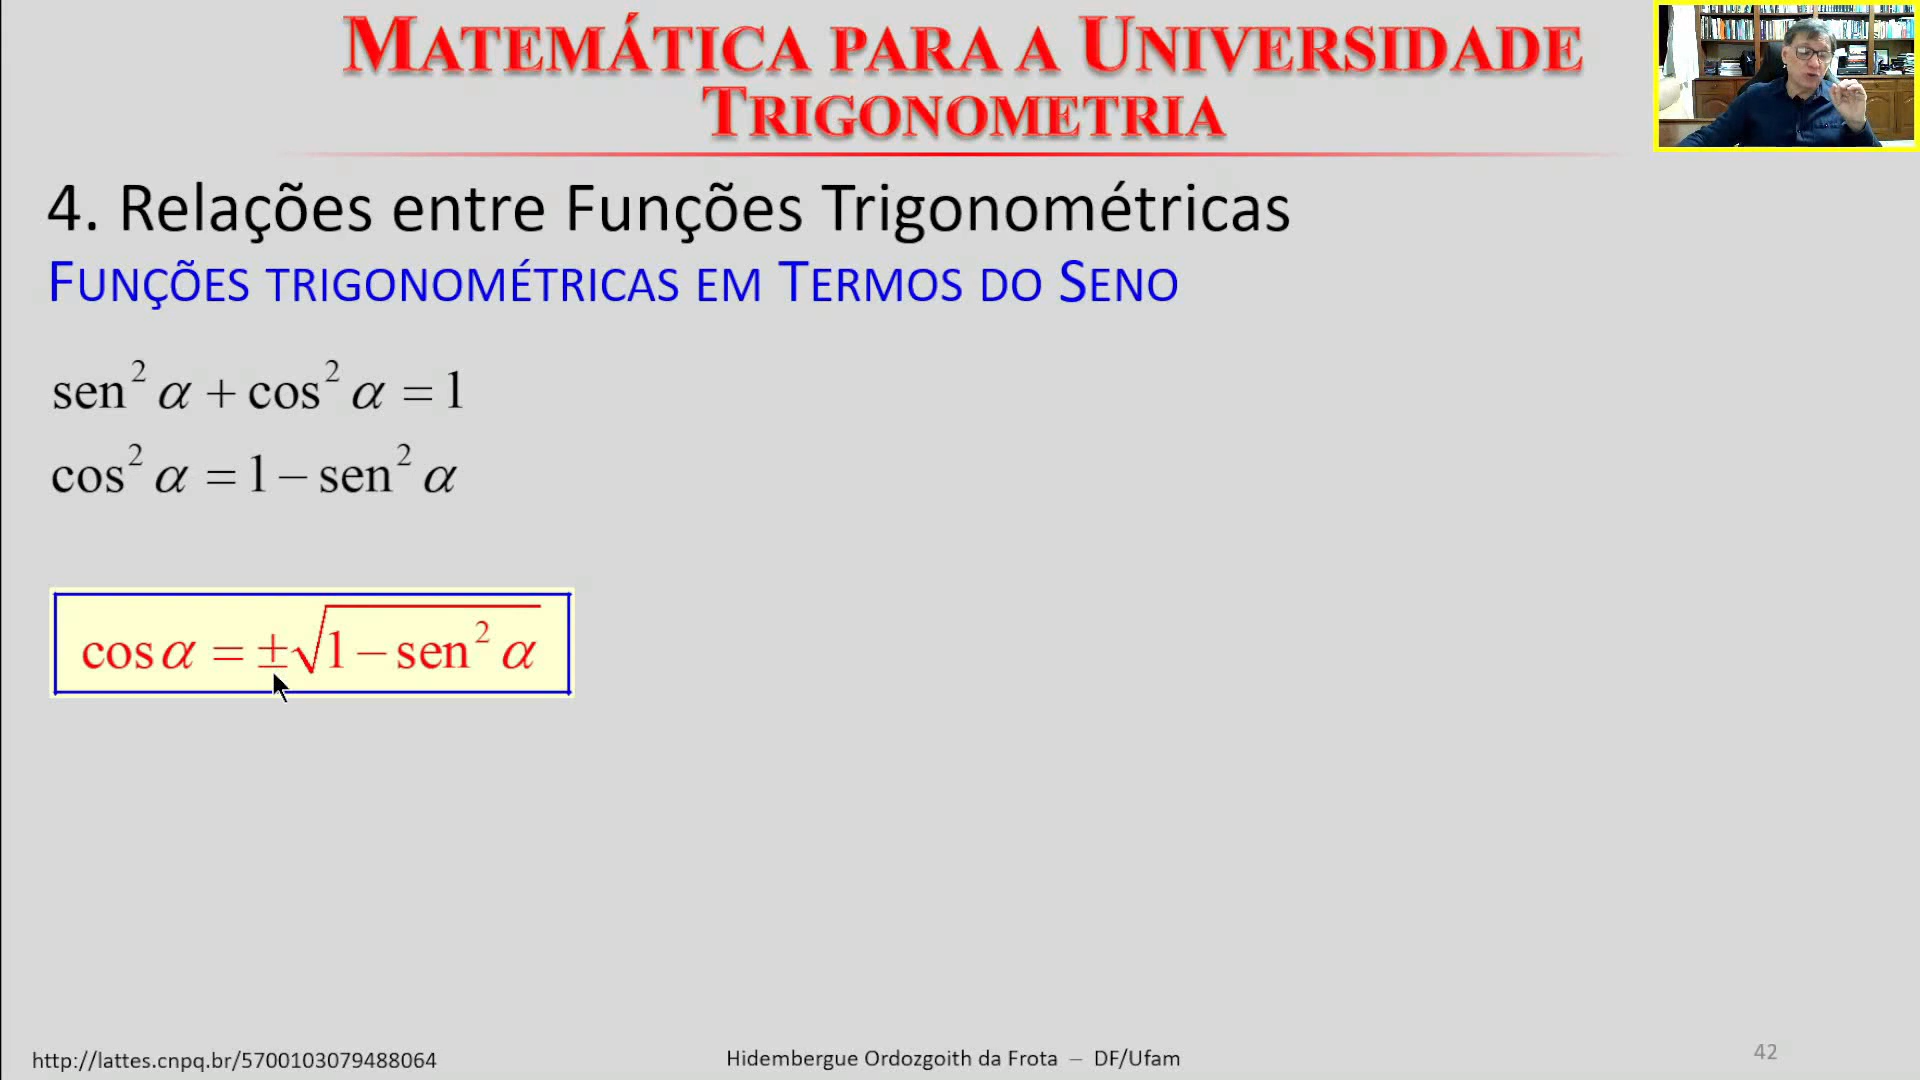 MATEMÁTICA PARA A UNIVERSIDADE
TRIGONOMETRIA
4. Relações entre Funções Trigonométricas
FUNÇÕES TRIGONOMÉTRICAS EM TERMOS DO SENO
sen² α + cos² α = 1
cos² α = 1 – sen² α
cos α = ±√(1 – sen² α)
http://lattes.cnpq.br/5700103079488064
Hidembergue Ordozgoith da Frota – DF/Ufam
42